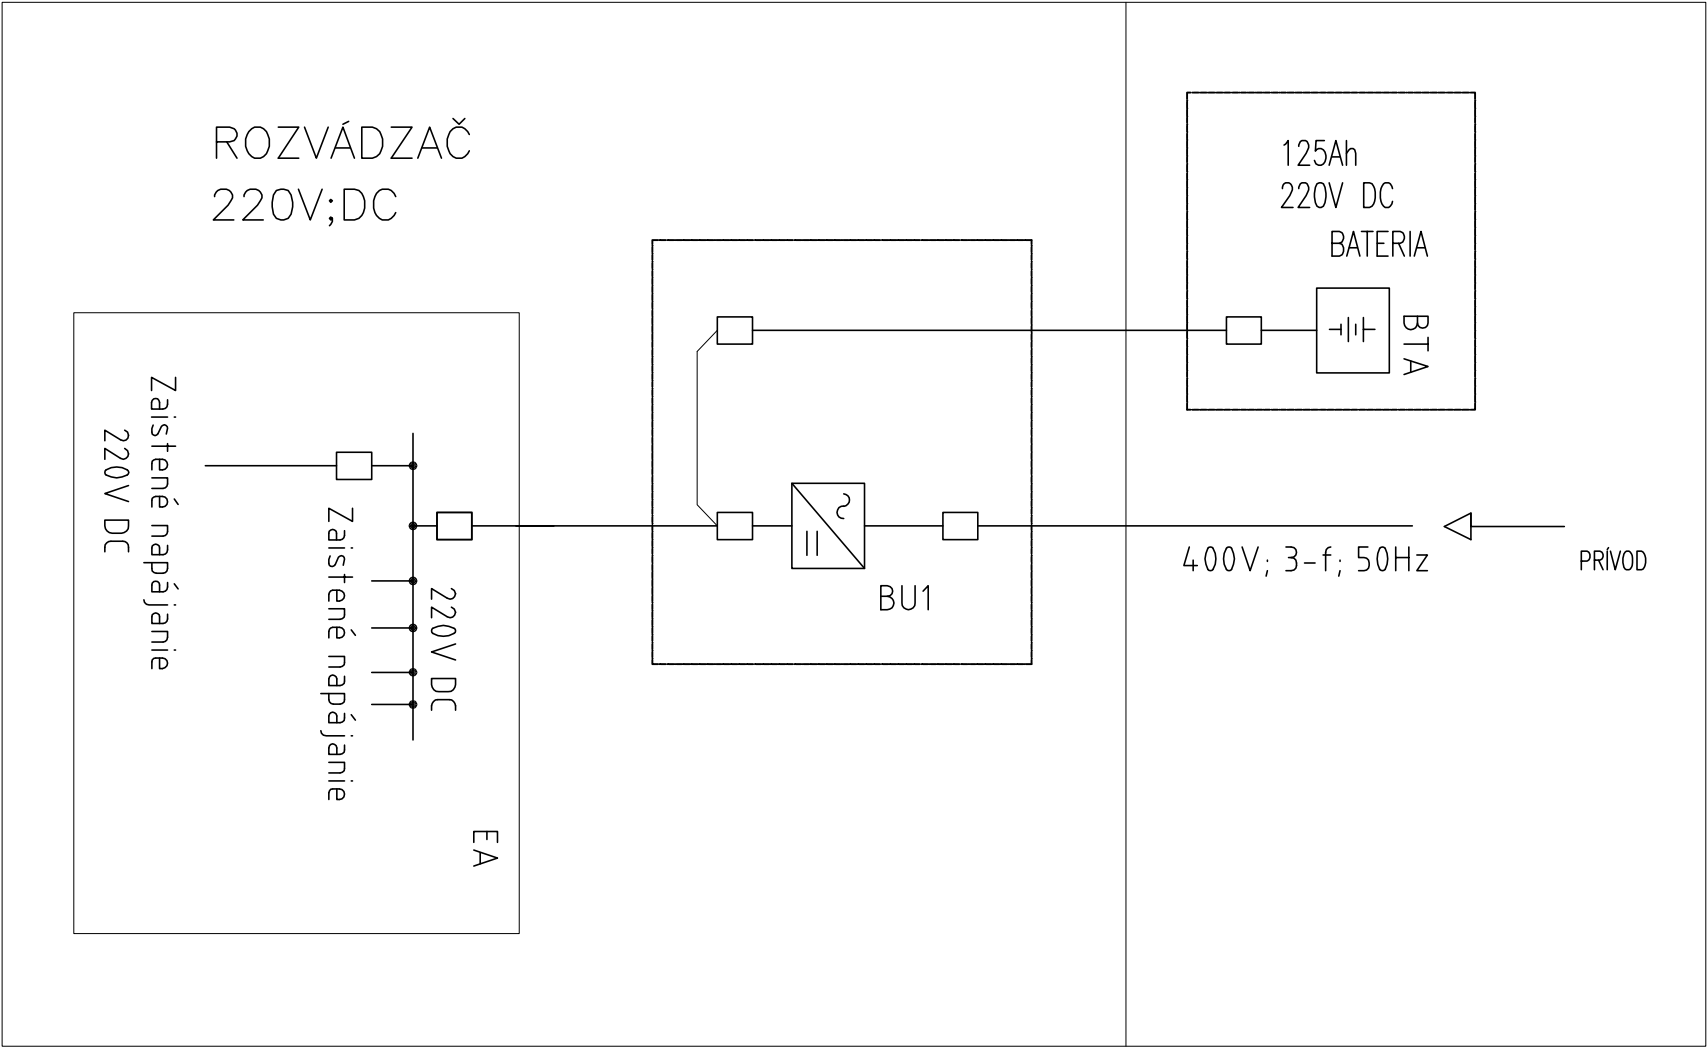 ROZVÁDZAČ
220V;DC
125Ah
220V DC
BATERIA
BTA
Zaistené napájanie
220V DC
Zaistené napájanie
220V DC
EA
BU1
400V; 3-f; 50Hz
PRÍVOD